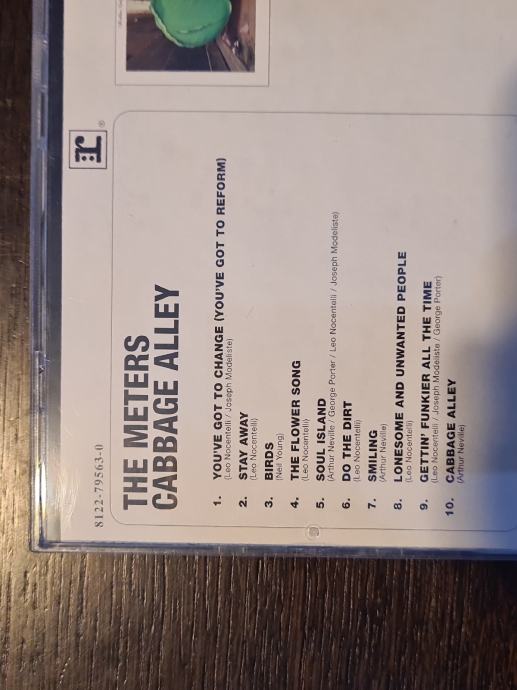 8122-79563-0
THE METERS
CABBAGE ALLEY
1. YOU'VE GOT TO CHANGE (YOU'VE GOT TO REFORM)
(Leo Nocentelli / Joseph Modeliste)
2. STAY AWAY
(Leo Nocentelli)
3. BIRDS
(Neil Young)
4. THE FLOWER SONG
(Leo Nocentelli)
5. SOUL ISLAND
(Arthur Neville / George Porter / Leo Nocentelli / Joseph Modeliste)
6. DO THE DIRT
(Leo Nocentelli)
7. SMILING
(Arthur Neville)
8. LONESOME AND UNWANTED PEOPLE
(Leo Nocentelli)
9. GETTIN' FUNKIER ALL THE TIME
(Leo Nocentelli / Joseph Modeliste / George Porter)
10. CABBAGE ALLEY
(Arthur Neville)
:r
®